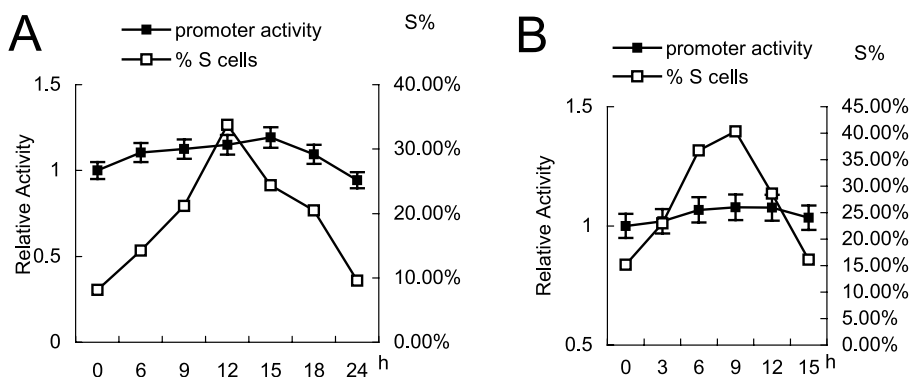 A
promoter activity
% S cells
S%
Relative Activity
1.5
1
0.5
0
40.00%
30.00%
20.00%
10.00%
0.00%
0 6 9 12 15 18 24 h
B
promoter activity
% S cells
S%
Relative Activity
1.5
1
0.5
45.00%
40.00%
35.00%
30.00%
25.00%
20.00%
15.00%
10.00%
5.00%
0.00%
0 3 6 9 12 15 h